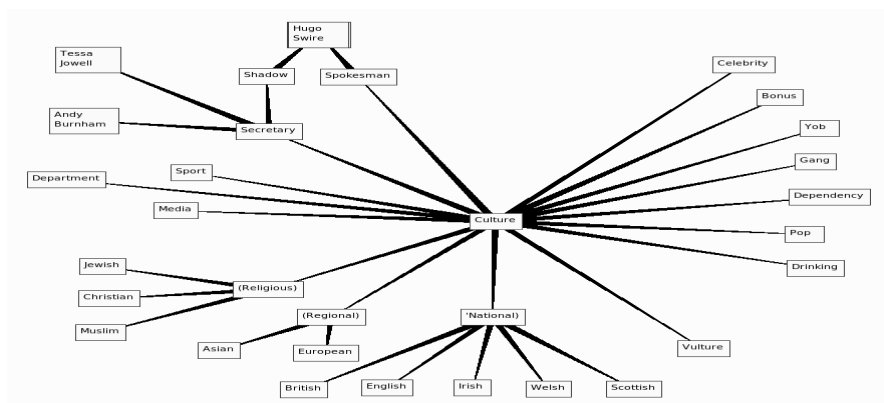 Hugo
Swire
Tessa
Jowell
Shadow
Spokesman
Celebrity
Bonus
Andy
Burnham
Secretary
Yob
Gang
Sport
Department
Dependency
Media
Culture
Pop
Jewish
Drinking
(Religious)
Christian
(Regional)
'National)
Muslim
Asian
European
Vulture
British
English
Irish
Welsh
Scottish